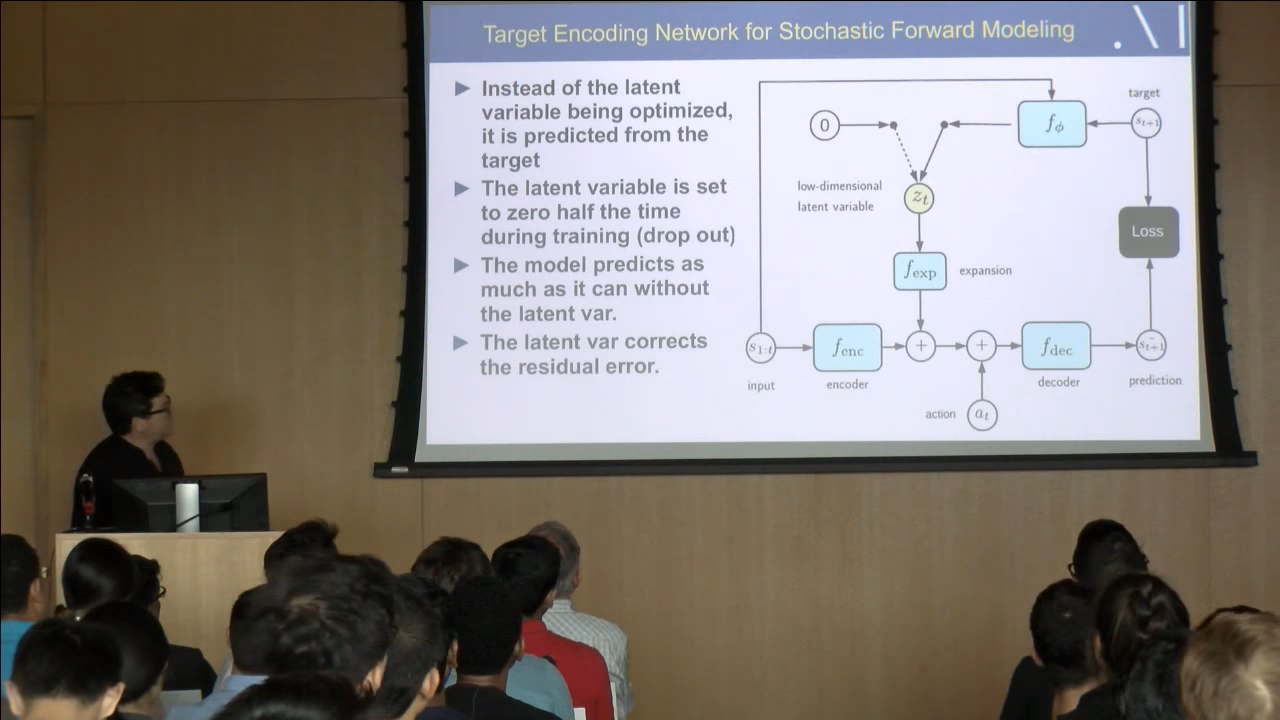 Target Encoding Network for Stochastic Forward Modeling
. \ |
Instead of the latent
variable being optimized,
it is predicted from the
target
The latent variable is set
to zero half the time
during training (drop out)
The model predicts as
much as it can without
the latent var.
The latent var corrects
the residual error.
target
0
fϕ
st+1
low-dimensional
latent variable
zt
Loss
fexp
expansion
s1:t
fenc
+
+
fdec
s̃t+1
input
encoder
decoder
prediction
action
at